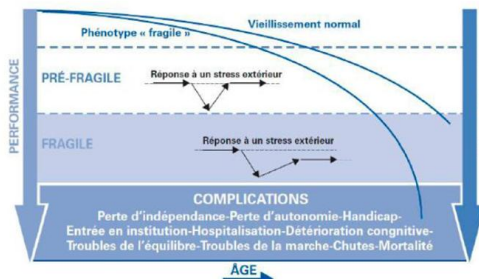 Vieillissement normal
Phénotype « fragile »
PERFORMANCE
PRÉ-FRAGILE
Réponse à un stress extérieur
FRAGILE
Réponse à un stress extérieur
COMPLICATIONS
Perte d'indépendance-Perte d'autonomie-Handicap-
Entrée en institution-Hospitalisation-Détérioration congnitive-
Troubles de l'équilibre-Troubles de la marche-Chutes-Mortalité
ÂGE